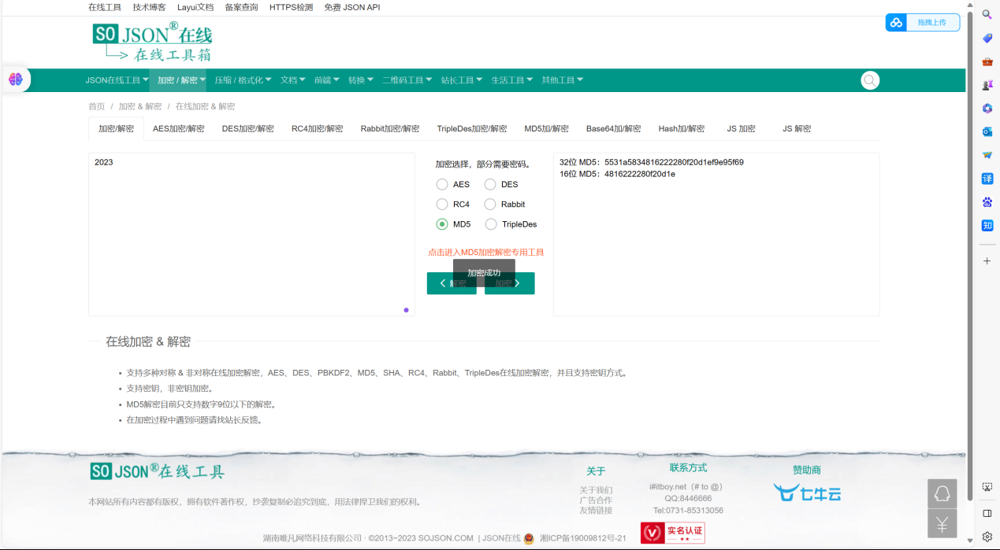 在线工具 技术博客 Layui文档 备案查询 HTTPS检测 免费 JSON API
拖拽上传
SO JSON®在线
在线工具箱
JSON在线工具 加密 / 解密 压缩 / 格式化 文档 前端 转换 二维码工具 站长工具 生活工具 其他工具
首页 / 加密 & 解密 / 在线加密 & 解密
加密/解密 AES加密/解密 DES加密/解密 RC4加密/解密 Rabbit加密/解密 TripleDes加密/解密 MD5加/解密 Base64加/解密 Hash加/解密 JS 加密 JS 解密
2023
加密选择，部分需要密码。
AES DES
RC4 Rabbit
MD5 TripleDes
点击进入MD5加密解密专用工具
加密成功
解密 加密
32位 MD5：5531a5834816222280f20d1ef9e95f69
16位 MD5：4816222280f20d1e
在线加密 & 解密
支持多种对称 & 非对称在线加密解密，AES、DES、PBKDF2、MD5、SHA、RC4、Rabbit、TripleDes在线加密解密，并且支持密钥方式。
支持密钥，非密钥加密。
MD5解密目前只支持数字9位以下的解密。
在加密过程中遇到问题请找站长反馈。
SO JSON®在线工具
本网站所有内容都有版权，拥有软件著作权，抄袭复制必追究到底，用法律捍卫我们的权利。
关于
关于我们
广告合作
友情链接
联系方式
i#itboy.net（# to @）
QQ:8446666
Tel:0731-85313056
赞助商
七牛云
湖南唯凡网络科技有限公司 · ©2013~2023 SOJSON.COM | JSON在线 湘ICP备19009812号-21
实名认证
译
知